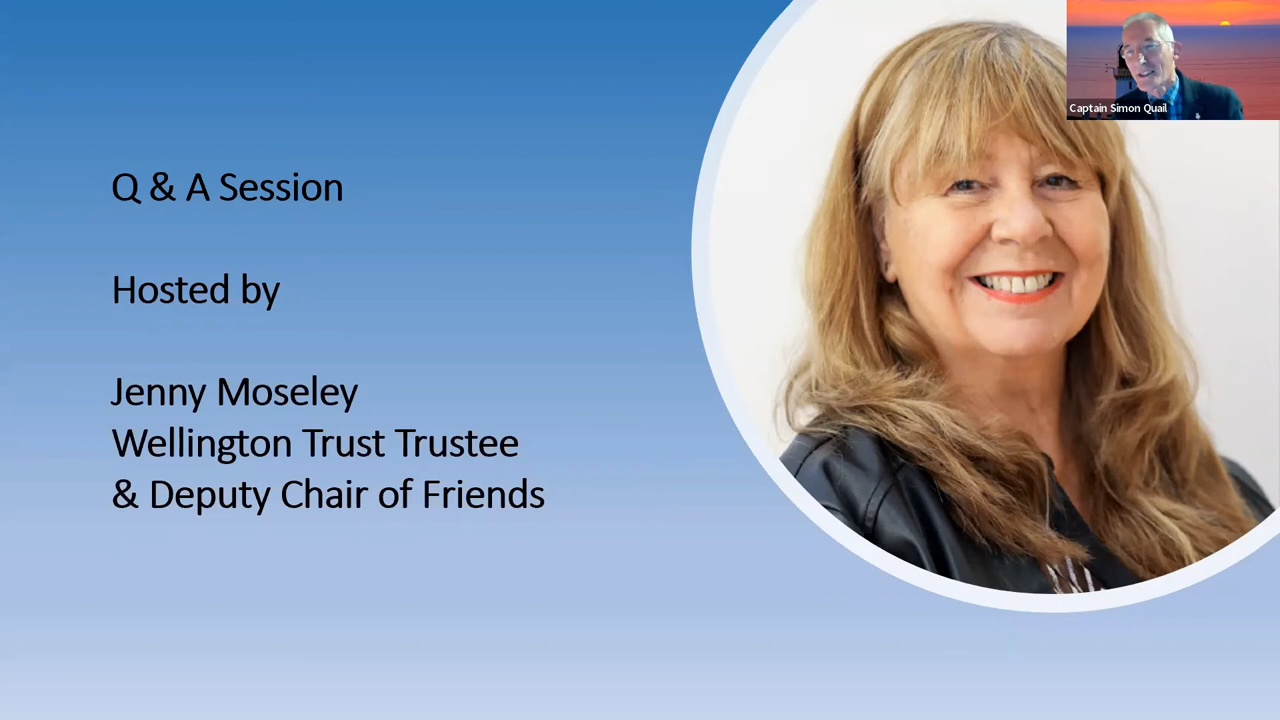 Q & A Session
Hosted by
Jenny Moseley
Wellington Trust Trustee
& Deputy Chair of Friends
Captain Simon Quail